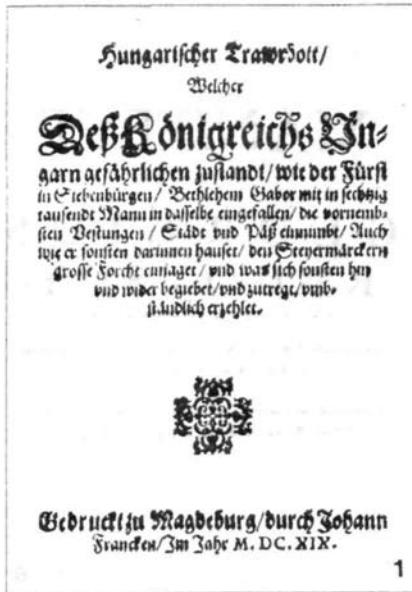 Hungarischer Trawrbott/
Welcher
Deß Königreichs Un-
garn gefährlichen zustandt/ wie der Fürst
in Siebenbürgen/ Bethlehem Gabor mit in sechtzig
tausendt Mann in dasselbe eingefallen/ die vornemb-
sten Vestungen/ Städt vnd Päß einnimbt/ Auch
wie er sonsten darinnen hauset/ den Steyermärckern
grosse Forcht einjaget/ vnd was sich sonsten hin
vnd wider begiebet/ vnd zutregt/ vmb-
ständlich erzehlet.
Gedruckt zu Magdeburg/ durch Johann
Francken/ Im Jahr M. DC. XIX.
1